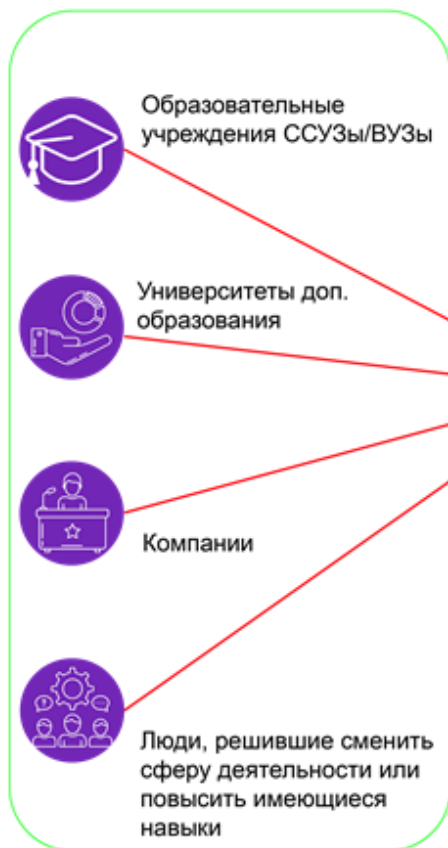 Образовательные
учреждения ССУЗы/ВУЗы
Университеты доп.
образования
Компании
Люди, решившие сменить
сферу деятельности или
повысить имеющиеся
навыки